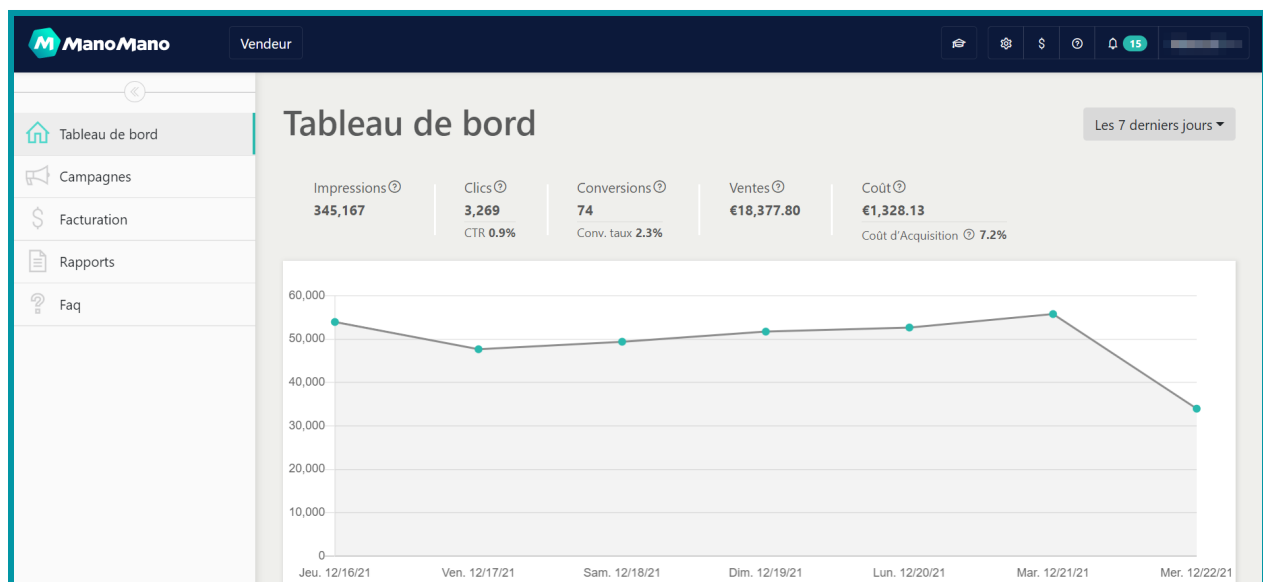 ManoMano
Vendeur
15
Tableau de bord
Campagnes
Facturation
Rapports
Faq
Tableau de bord
Les 7 derniers jours
Impressions
345,167
Clics
3,269
CTR 0.9%
Conversions
74
Conv. taux 2.3%
Ventes
€18,377.80
Coût
€1,328.13
Coût d'Acquisition 7.2%
60,000
50,000
40,000
30,000
20,000
10,000
0
Jeu. 12/16/21 Ven. 12/17/21 Sam. 12/18/21 Dim. 12/19/21 Lun. 12/20/21 Mar. 12/21/21 Mer. 12/22/21